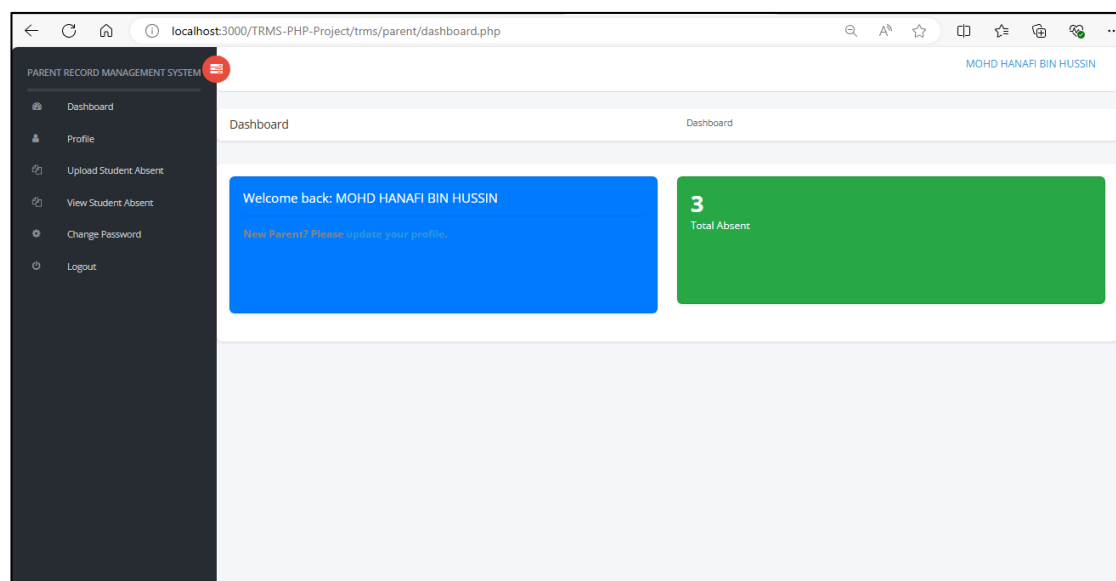 localhost:3000/TRMS-PHP-Project/trms/parent/dashboard.php
PARENT RECORD MANAGEMENT SYSTEM
MOHD HANAFI BIN HUSSIN
Dashboard
Profile
Upload Student Absent
View Student Absent
Change Password
Logout
Dashboard
Dashboard
Welcome back: MOHD HANAFI BIN HUSSIN
New Parent? Please update your profile.
3
Total Absent